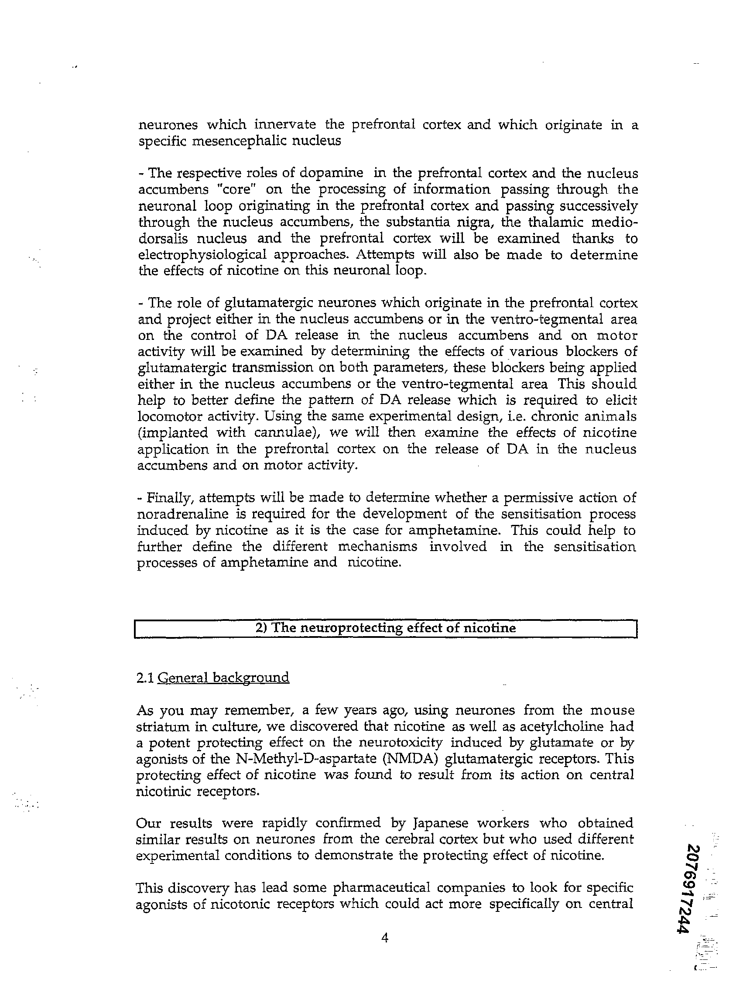 neurones which innervate the prefrontal cortex and which originate in a
specific mesencephalic nucleus
- The respective roles of dopamine in the prefrontal cortex and the nucleus
accumbens "core" on the processing of information passing through the
neuronal loop originating in the prefrontal cortex and passing successively
through the nucleus accumbens, the substantia nigra, the thalamic medio-
dorsalis nucleus and the prefrontal cortex will be examined thanks to
electrophysiological approaches. Attempts will also be made to determine
the effects of nicotine on this neuronal loop.
- The role of glutamatergic neurones which originate in the prefrontal cortex
and project either in the nucleus accumbens or in the ventro-tegmental area
on the control of DA release in the nucleus accumbens and on motor
activity will be examined by determining the effects of various blockers of
glutamatergic transmission on both parameters, these blockers being applied
either in the nucleus accumbens or the ventro-tegmental area This should
help to better define the pattern of DA release which is required to elicit
locomotor activity. Using the same experimental design, i.e. chronic animals
(implanted with cannulae), we will then examine the effects of nicotine
application in the prefrontal cortex on the release of DA in the nucleus
accumbens and on motor activity.
- Finally, attempts will be made to determine whether a permissive action of
noradrenaline is required for the development of the sensitisation process
induced by nicotine as it is the case for amphetamine. This could help to
further define the different mechanisms involved in the sensitisation
processes of amphetamine and nicotine.
2) The neuroprotecting effect of nicotine
2.1 General background
As you may remember, a few years ago, using neurones from the mouse
striatum in culture, we discovered that nicotine as well as acetylcholine had
a potent protecting effect on the neurotoxicity induced by glutamate or by
agonists of the N-Methyl-D-aspartate (NMDA) glutamatergic receptors. This
protecting effect of nicotine was found to result from its action on central
nicotinic receptors.
Our results were rapidly confirmed by Japanese workers who obtained
similar results on neurones from the cerebral cortex but who used different
experimental conditions to demonstrate the protecting effect of nicotine.
This discovery has lead some pharmaceutical companies to look for specific
agonists of nicotonic receptors which could act more specifically on central
4
2076917244